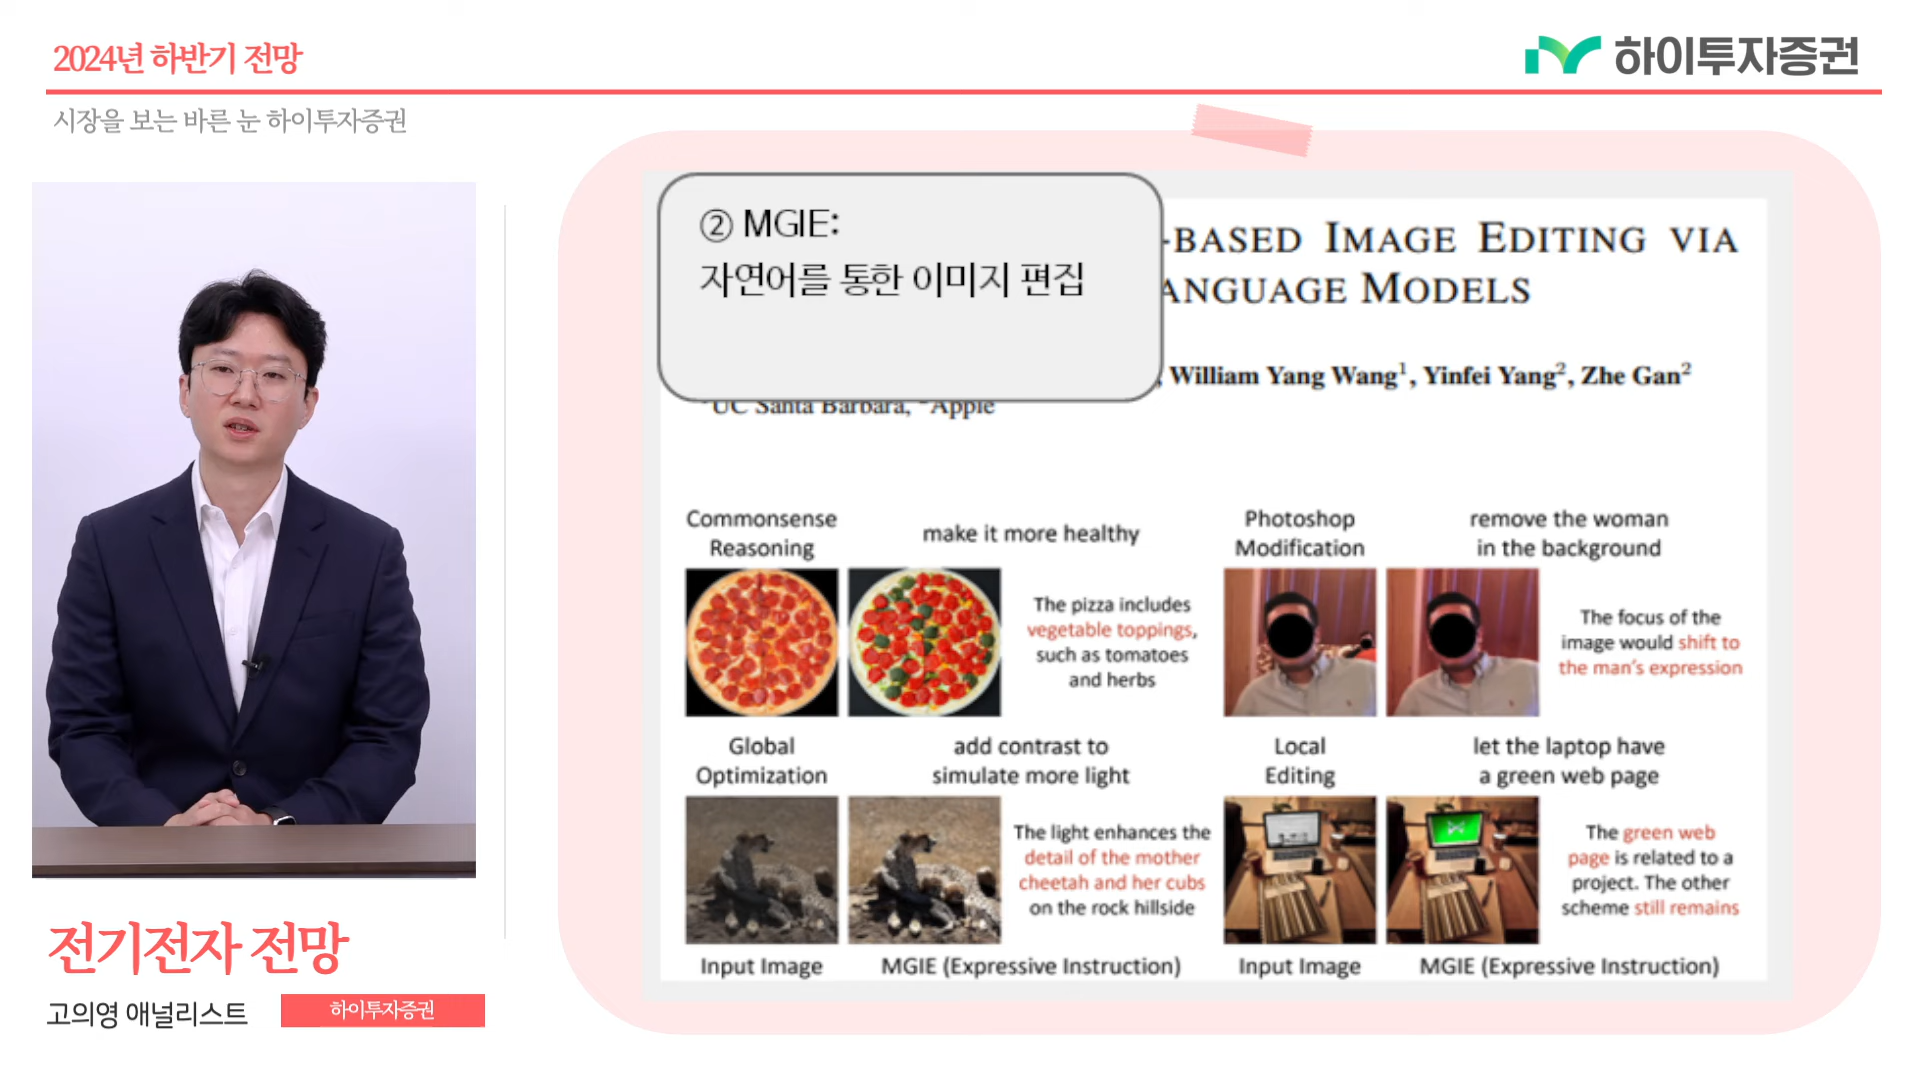 2024년 하반기 전망
하이투자증권
시장을 보는 바른 눈 하이투자증권
② MGIE:
자연어를 통한 이미지 편집
-BASED IMAGE EDITING VIA
ANGUAGE MODELS
, William Yang Wang¹, Yinfei Yang², Zhe Gan²
UC Santa Barbara, ²Apple
Commonsense
Reasoning
make it more healthy
The pizza includes
vegetable toppings,
such as tomatoes
and herbs
Photoshop
Modification
remove the woman
in the background
The focus of the
image would shift to
the man's expression
Global
Optimization
add contrast to
simulate more light
The light enhances the
detail of the mother
cheetah and her cubs
on the rock hillside
Local
Editing
let the laptop have
a green web page
The green web
page is related to a
project. The other
scheme still remains
Input Image
MGIE (Expressive Instruction)
Input Image
MGIE (Expressive Instruction)
전기전자 전망
고의영 애널리스트
하이투자증권